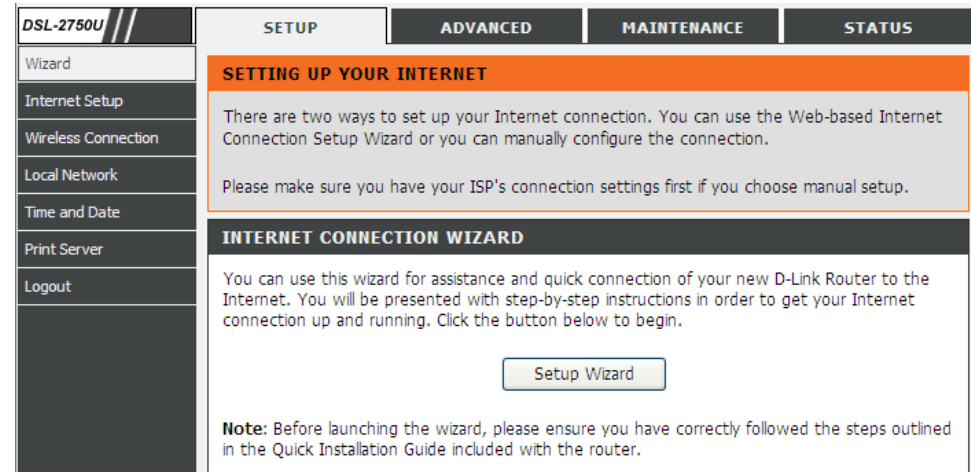 DSL-2750U
SETUP
ADVANCED
MAINTENANCE
STATUS
Wizard
Internet Setup
Wireless Connection
Local Network
Time and Date
Print Server
Logout
SETTING UP YOUR INTERNET
There are two ways to set up your Internet connection. You can use the Web-based Internet
Connection Setup Wizard or you can manually configure the connection.
Please make sure you have your ISP's connection settings first if you choose manual setup.
INTERNET CONNECTION WIZARD
You can use this wizard for assistance and quick connection of your new D-Link Router to the
Internet. You will be presented with step-by-step instructions in order to get your Internet
connection up and running. Click the button below to begin.
Setup Wizard
Note: Before launching the wizard, please ensure you have correctly followed the steps outlined
in the Quick Installation Guide included with the router.